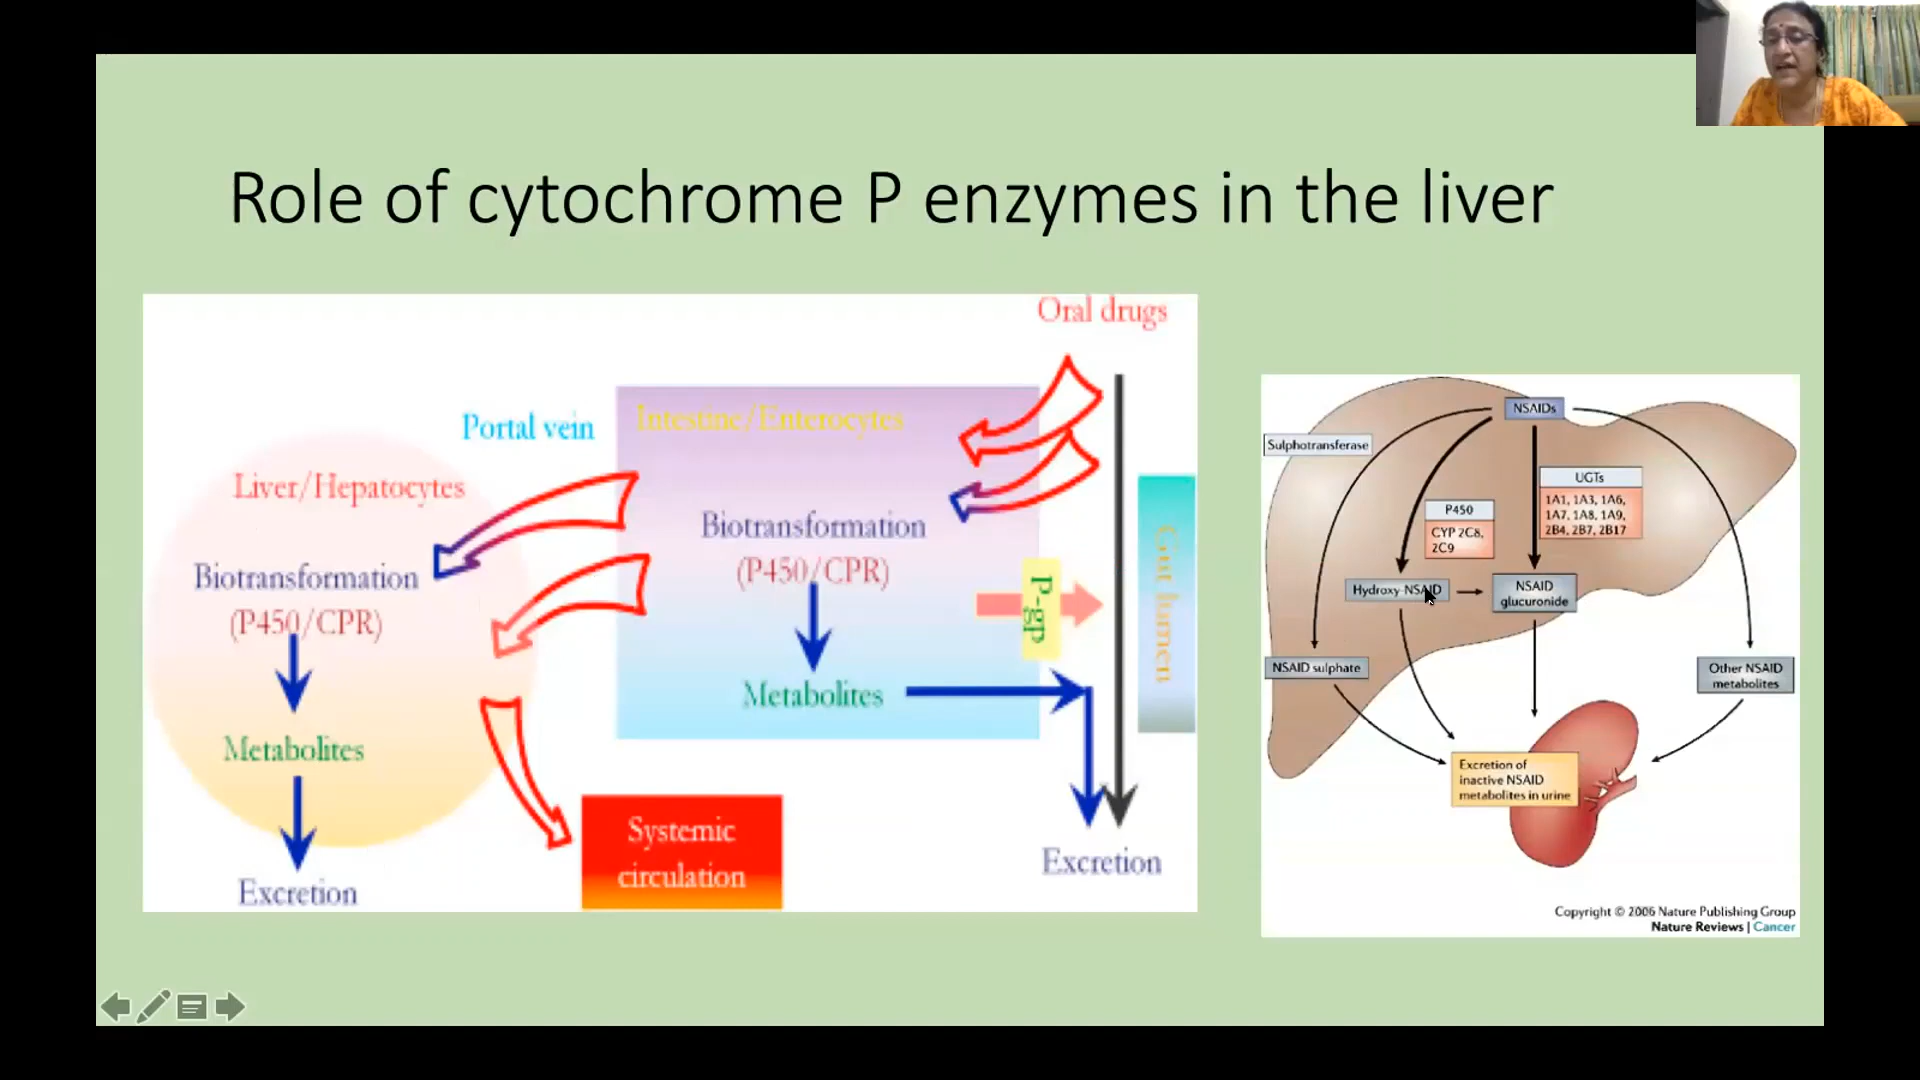 Role of cytochrome P enzymes in the liver
Oral drugs
Portal vein
Intestine/Enterocytes
Liver/Hepatocytes
Biotransformation
(P450/CPR)
Biotransformation
(P450/CPR)
P-gp
Gut lumen
Metabolites
Metabolites
Systemic
circulation
Excretion
Excretion
NSAIDs
Sulphotransferase
UGTs
1A1, 1A3, 1A6,
1A7, 1A8, 1A9,
2B4, 2B7, 2B17
P450
CYP 2C8,
2C9
Hydroxy-NSAID
NSAID
glucuronide
NSAID sulphate
Other NSAID
metabolites
Excretion of
inactive NSAID
metabolites in urine
Copyright © 2006 Nature Publishing Group
Nature Reviews | Cancer